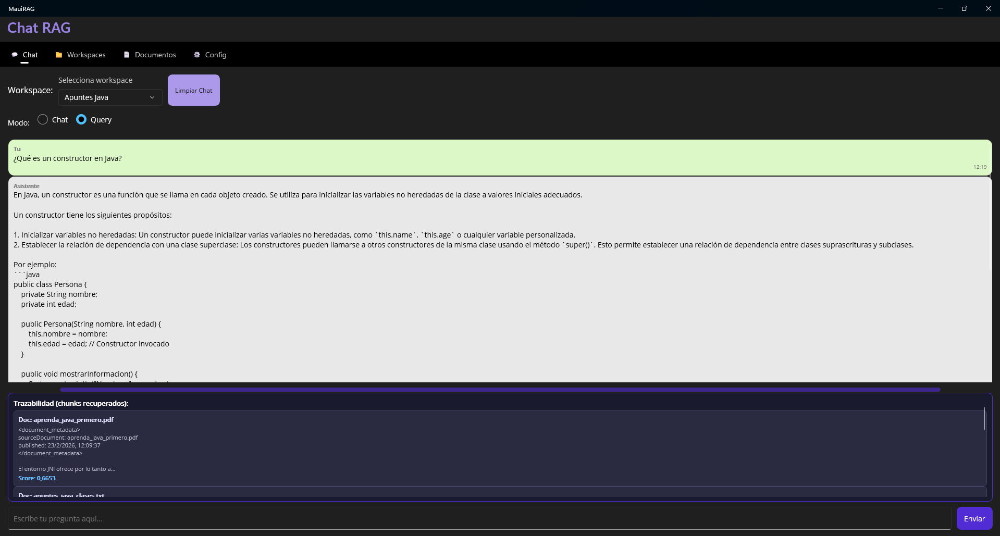 MauiRAG
Chat RAG
Chat
Workspaces
Documentos
Config
Selecciona workspace
Workspace:
Apuntes Java
Limpiar Chat
Modo:
Chat
Query
Tu
¿Qué es un constructor en Java?
12:19
Asistente
En Java, un constructor es una función que se llama en cada objeto creado. Se utiliza para inicializar las variables no heredadas de la clase a valores iniciales adecuados.
Un constructor tiene los siguientes propósitos:
1. Inicializar variables no heredadas: Un constructor puede inicializar varias variables no heredadas, como `this.name`, `this.age` o cualquier variable personalizada.
2. Establecer la relación de dependencia con una clase superclase: Los constructores pueden llamarse a otros constructores de la misma clase usando el método `super()`. Esto permite establecer una relación de dependencia entre clases suprascrituras y subclases.
Por ejemplo:
```java
public class Persona {
    private String nombre;
    private int edad;
    public Persona(String nombre, int edad) {
        this.nombre = nombre;
        this.edad = edad; // Constructor invocado
    }
    public void mostrarInformacion() {
Trazabilidad (chunks recuperados):
Doc: aprenda_java_primero.pdf
<document_metadata>
sourceDocument: aprenda_java_primero.pdf
published: 23/2/2026, 12:09:37
</document_metadata>
El entorno JNI ofrece por lo tanto a...
Score: 0,6653
Doc: apuntes_java_clases.txt
Escribe tu pregunta aqui...
Enviar